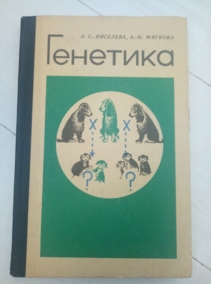 З. С. КИСЕЛЕВА, А. Н. МЯГКОВА
Генетика
X X
? ?